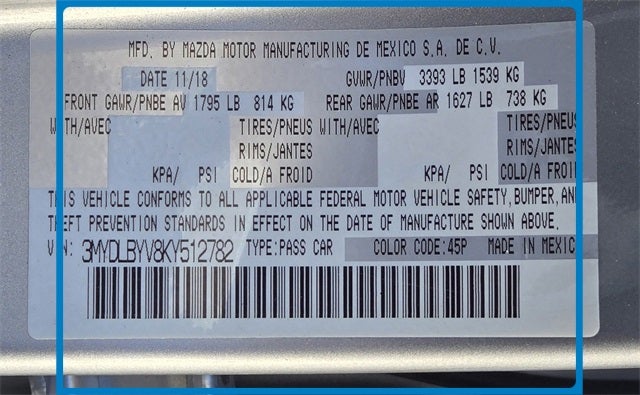 MFD. BY MAZDA MOTOR MANUFACTURING DE MEXICO S.A. DE C.V.
DATE 11/18 GVWR/PNBV 3393 LB 1539 KG
FRONT GAWR/PNBE AV 1795 LB 814 KG REAR GAWR/PNBE AR 1627 LB 738 KG
WITH/AVEC TIRES/PNEUS WITH/AVEC TIRES/PNEUS
RIMS/JANTES RIMS/JANTES
KPA/ PSI COLD/A FROID KPA/ PSI COLD/A FROID
THIS VEHICLE CONFORMS TO ALL APPLICABLE FEDERAL MOTOR VEHICLE SAFETY, BUMPER, AND
THEFT PREVENTION STANDARDS IN EFFECT ON THE DATE OF MANUFACTURE SHOWN ABOVE.
VIN: 3MYDLBYV8KY512782 TYPE:PASS CAR COLOR CODE:45P MADE IN MEXICO